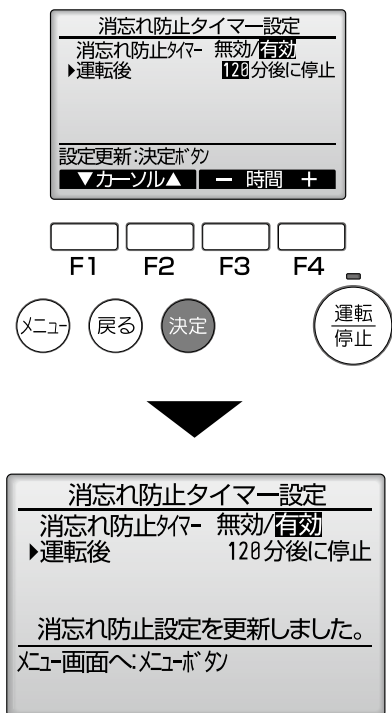 消忘れ防止タイマー設定
消忘れ防止ﾀｲﾏｰ 無効/有効
▶運転後 120分後に停止
設定更新:決定ﾎﾞﾀﾝ
▼カーソル▲ − 時間 +
F1 F2 F3 F4
ﾒﾆｭｰ 戻る 決定 運転
停止
消忘れ防止タイマー設定
消忘れ防止ﾀｲﾏｰ 無効/有効
▶運転後 120分後に停止
消忘れ防止設定を更新しました。
ﾒﾆｭｰ画面へ:ﾒﾆｭｰﾎﾞﾀﾝ